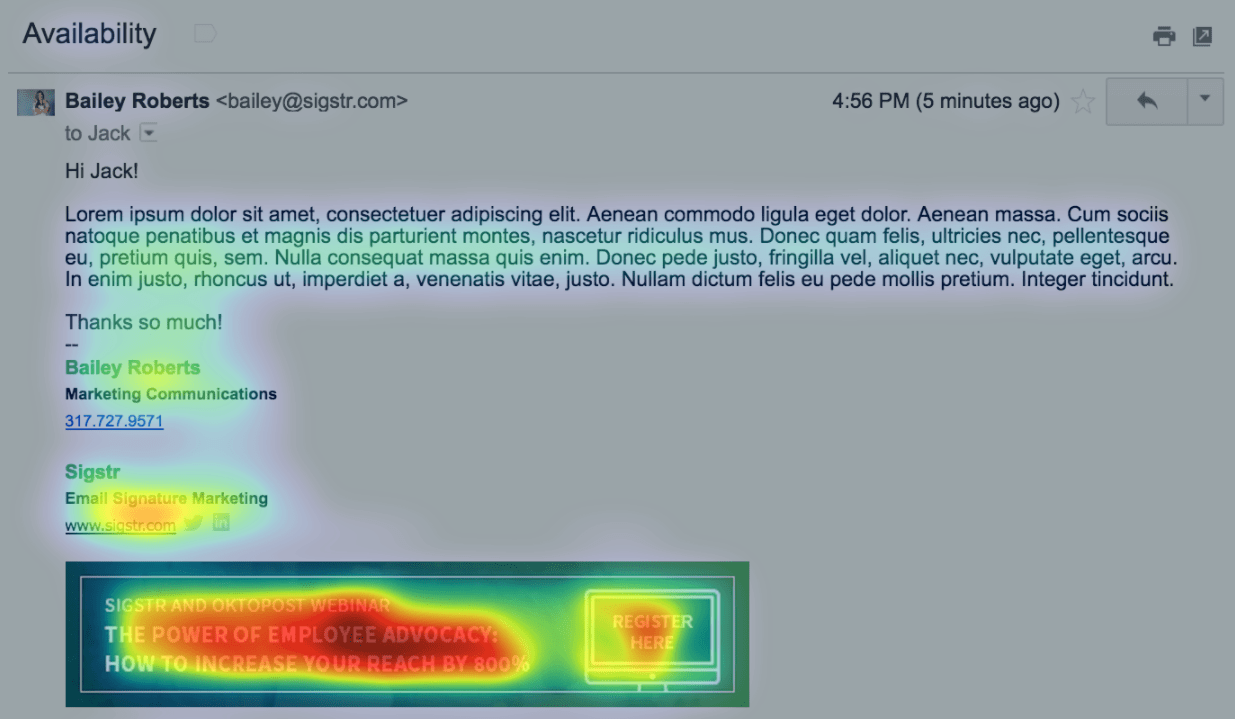 Availability
Bailey Roberts <bailey@sigstr.com>
4:56 PM (5 minutes ago)
to Jack
Hi Jack!
Lorem ipsum dolor sit amet, consectetuer adipiscing elit. Aenean commodo ligula eget dolor. Aenean massa. Cum sociis
natoque penatibus et magnis dis parturient montes, nascetur ridiculus mus. Donec quam felis, ultricies nec, pellentesque
eu, pretium quis, sem. Nulla consequat massa quis enim. Donec pede justo, fringilla vel, aliquet nec, vulputate eget, arcu.
In enim justo, rhoncus ut, imperdiet a, venenatis vitae, justo. Nullam dictum felis eu pede mollis pretium. Integer tincidunt.
Thanks so much!
--
Bailey Roberts
Marketing Communications
317.727.9571
Sigstr
Email Signature Marketing
www.sigstr.com in
SIGSTR AND OKTOPOST WEBINAR
THE POWER OF EMPLOYEE ADVOCACY:
HOW TO INCREASE YOUR REACH BY 800%
REGISTER
HERE